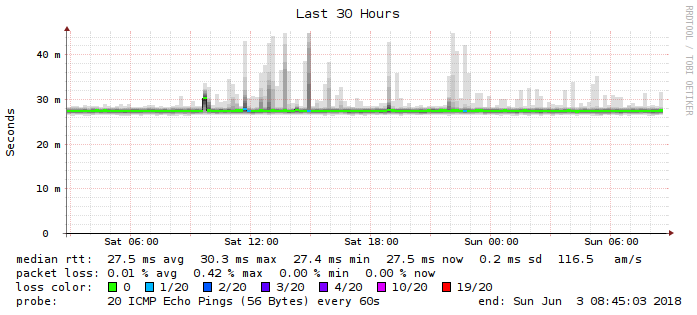 Last 30 Hours
RRDTOOL / TOBI OETIKER
Seconds
40 m
30 m
20 m
10 m
0
Sat 06:00 Sat 12:00 Sat 18:00 Sun 00:00 Sun 06:00
median rtt: 27.5 ms avg 30.3 ms max 27.4 ms min 27.5 ms now 0.2 ms sd 116.5 am/s
packet loss: 0.01 % avg 0.42 % max 0.00 % min 0.00 % now
loss color: 0 1/20 2/20 3/20 4/20 10/20 19/20
probe: 20 ICMP Echo Pings (56 Bytes) every 60s end: Sun Jun 3 08:45:03 2018